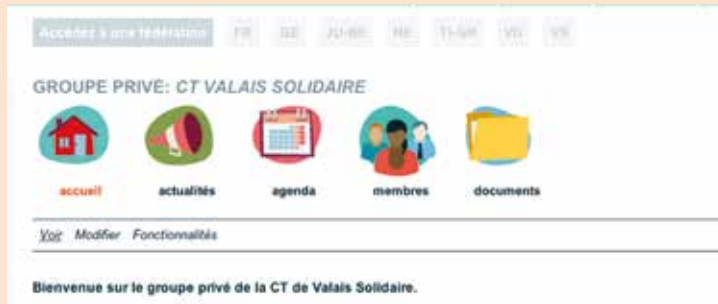 Accédez à une fédération FR GE JU-BE NE TI-GR VD VS
GROUPE PRIVÉ: CT VALAIS SOLIDAIRE
accueil actualités agenda membres documents
Voir Modifier Fonctionnalités
Bienvenue sur le groupe privé de la CT de Valais Solidaire.